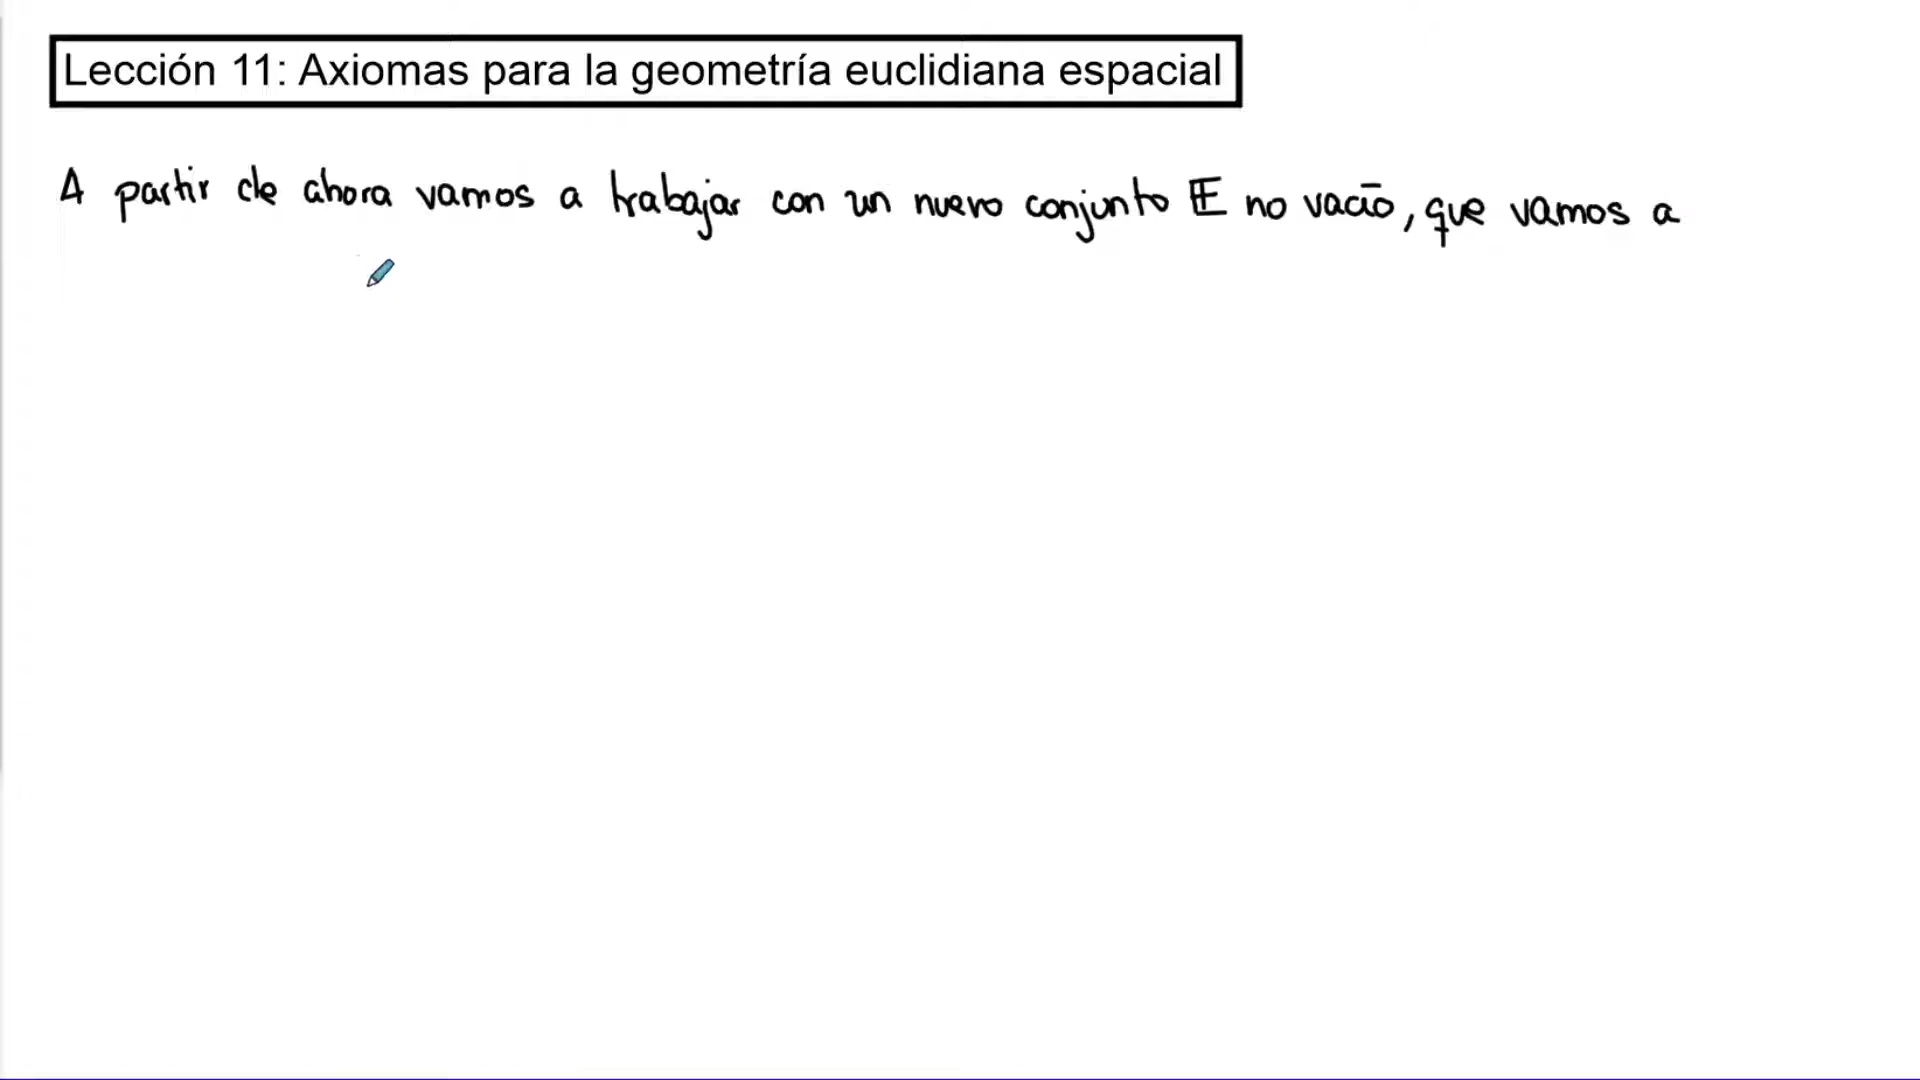 Lección 11: Axiomas para la geometría euclidiana espacial
A partir de ahora vamos a trabajar con un nuevo conjunto 𝔼 no vacío, que vamos a